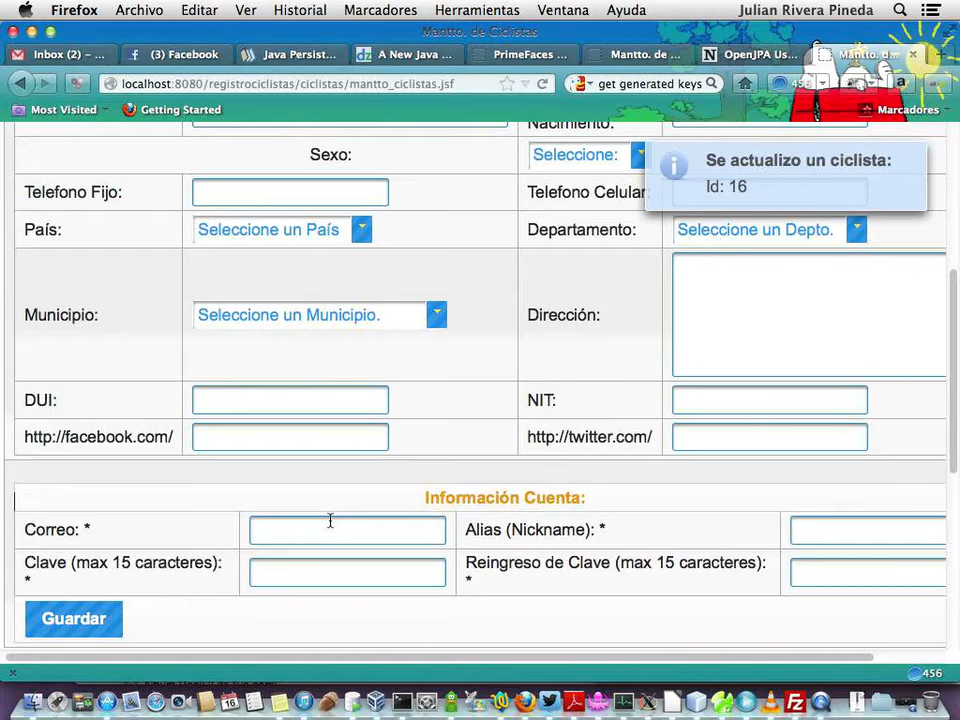 Firefox Archivo Editar Ver Historial Marcadores Herramientas Ventana Ayuda Julian Rivera Pineda
Mantto. de Ciclistas
Inbox (2) – ... (3) Facebook Java Persist... A New Java ... PrimeFaces ... Mantto. de ... OpenJPA Us... Mantto. d...
localhost:8080/registrociclistas/ciclistas/mantto_ciclistas.jsf get generated keys 456
Most Visited Getting Started Marcadores
Nacimiento:
Sexo: Seleccione:
Se actualizo un ciclista:
Id: 16
Telefono Fijo: Telefono Celular
País: Seleccione un País Departamento: Seleccione un Depto.
Municipio: Seleccione un Municipio. Dirección:
DUI: NIT:
http://facebook.com/ http://twitter.com/
Información Cuenta:
Correo: * Alias (Nickname): *
Clave (max 15 caracteres): Reingreso de Clave (max 15 caracteres):
* *
Guardar
456